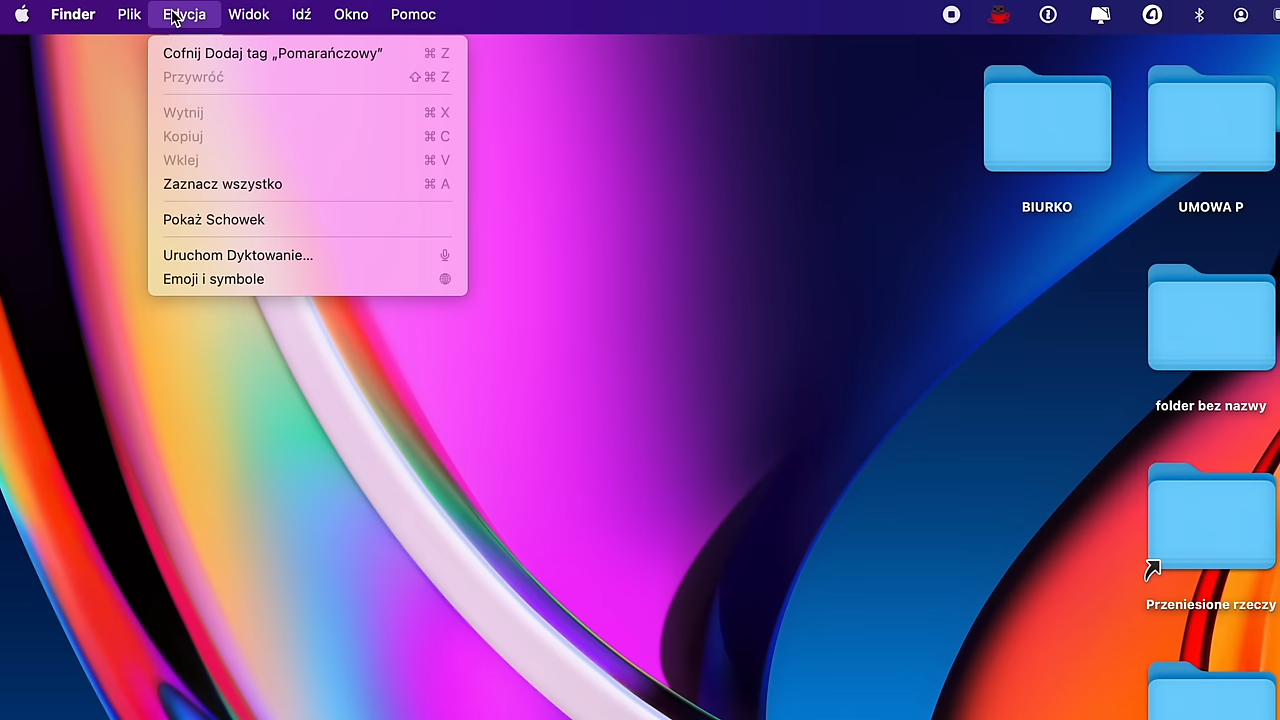 Finder Plik Edycja Widok Idź Okno Pomoc
Cofnij Dodaj tag „Pomarańczowy” ⌘ Z
Przywróć ⇧⌘ Z
Wytnij ⌘ X
Kopiuj ⌘ C
Wklej ⌘ V
Zaznacz wszystko ⌘ A
Pokaż Schowek
Uruchom Dyktowanie...
Emoji i symbole
BIURKO
UMOWA P
folder bez nazwy
Przeniesione rzeczy